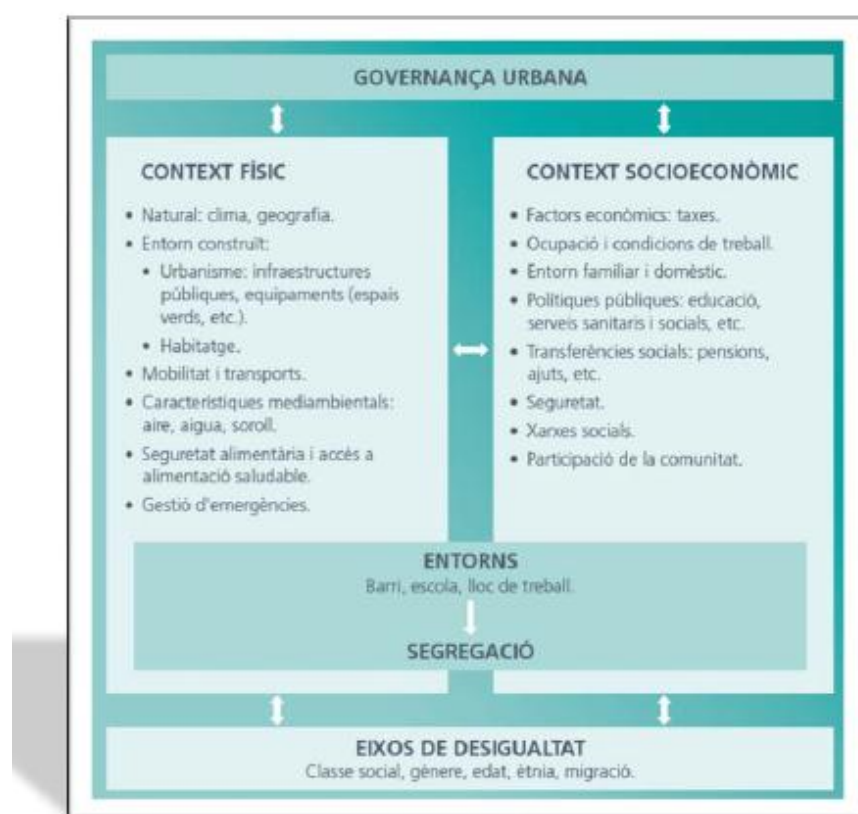 GOVERNANÇA URBANA
CONTEXT FÍSIC
• Natural: clima, geografia.
• Entorn construït:
• Urbanisme: infraestructures
públiques, equipaments (espais
verds, etc.).
• Habitatge.
• Mobilitat i transports.
• Característiques mediambientals:
aire, aigua, soroll.
• Seguretat alimentària i accés a
alimentació saludable.
• Gestió d'emergències.
CONTEXT SOCIOECONÒMIC
• Factors econòmics: taxes.
• Ocupació i condicions de treball.
• Entorn familiar i domèstic.
• Polítiques públiques: educació,
serveis sanitaris i socials, etc.
• Transferències socials: pensions,
ajuts, etc.
• Seguretat.
• Xarxes socials.
• Participació de la comunitat.
ENTORNS
Barri, escola, lloc de treball.
SEGREGACIÓ
EIXOS DE DESIGUALTAT
Classe social, gènere, edat, ètnia, migració.